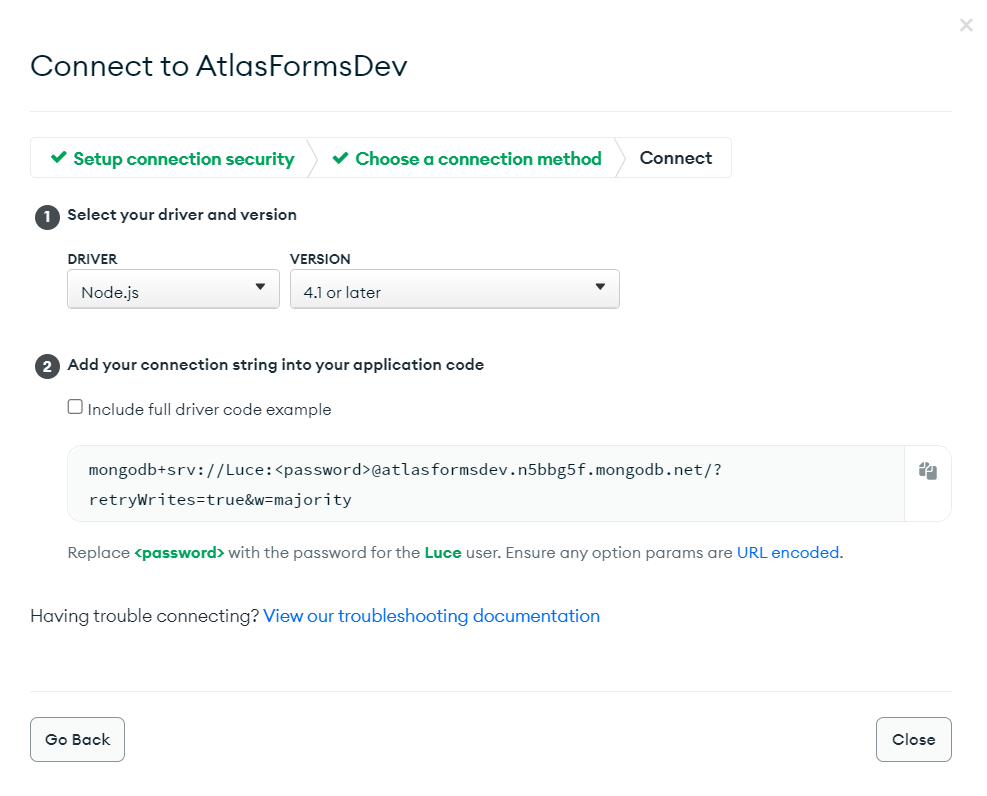 Connect to AtlasFormsDev
Setup connection security
Choose a connection method
Connect
1 Select your driver and version
DRIVER
VERSION
Node.js
4.1 or later
2 Add your connection string into your application code
Include full driver code example
mongodb+srv://Luce:<password>@atlasformsdev.n5bbg5f.mongodb.net/?
retryWrites=true&w=majority
Replace <password> with the password for the Luce user. Ensure any option params are URL encoded.
Having trouble connecting? View our troubleshooting documentation
Go Back
Close